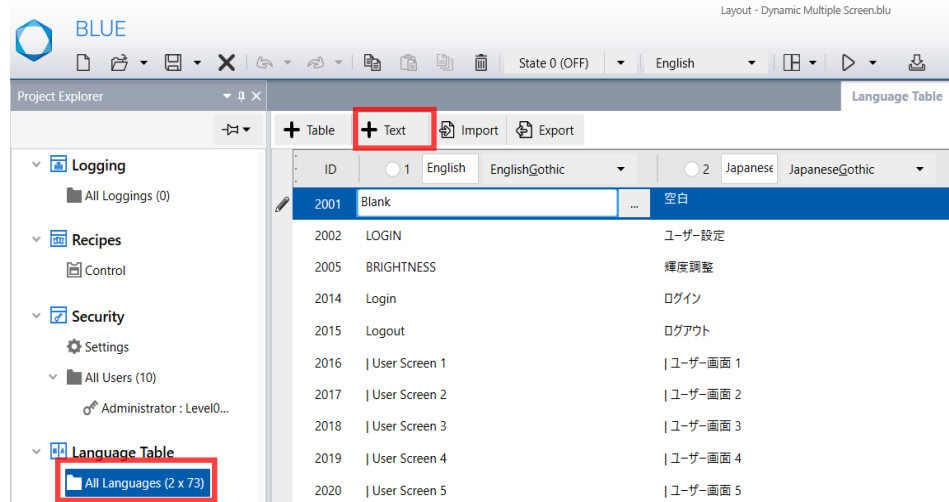 Layout - Dynamic Multiple Screen.blu
BLUE
State 0 (OFF) English
Project Explorer
Language Table
Table Text Import Export
Logging
All Loggings (0)
Recipes
Control
Security
Settings
All Users (10)
Administrator : Level0...
Language Table
All Languages (2 x 73)
ID 1 English EnglishGothic 2 Japanese JapaneseGothic
2001 Blank ... 空白
2002 LOGIN ユーザー設定
2005 BRIGHTNESS 輝度調整
2014 Login ログイン
2015 Logout ログアウト
2016 | User Screen 1 | ユーザー画面 1
2017 | User Screen 2 | ユーザー画面 2
2018 | User Screen 3 | ユーザー画面 3
2019 | User Screen 4 | ユーザー画面 4
2020 | User Screen 5 | ユーザー画面 5